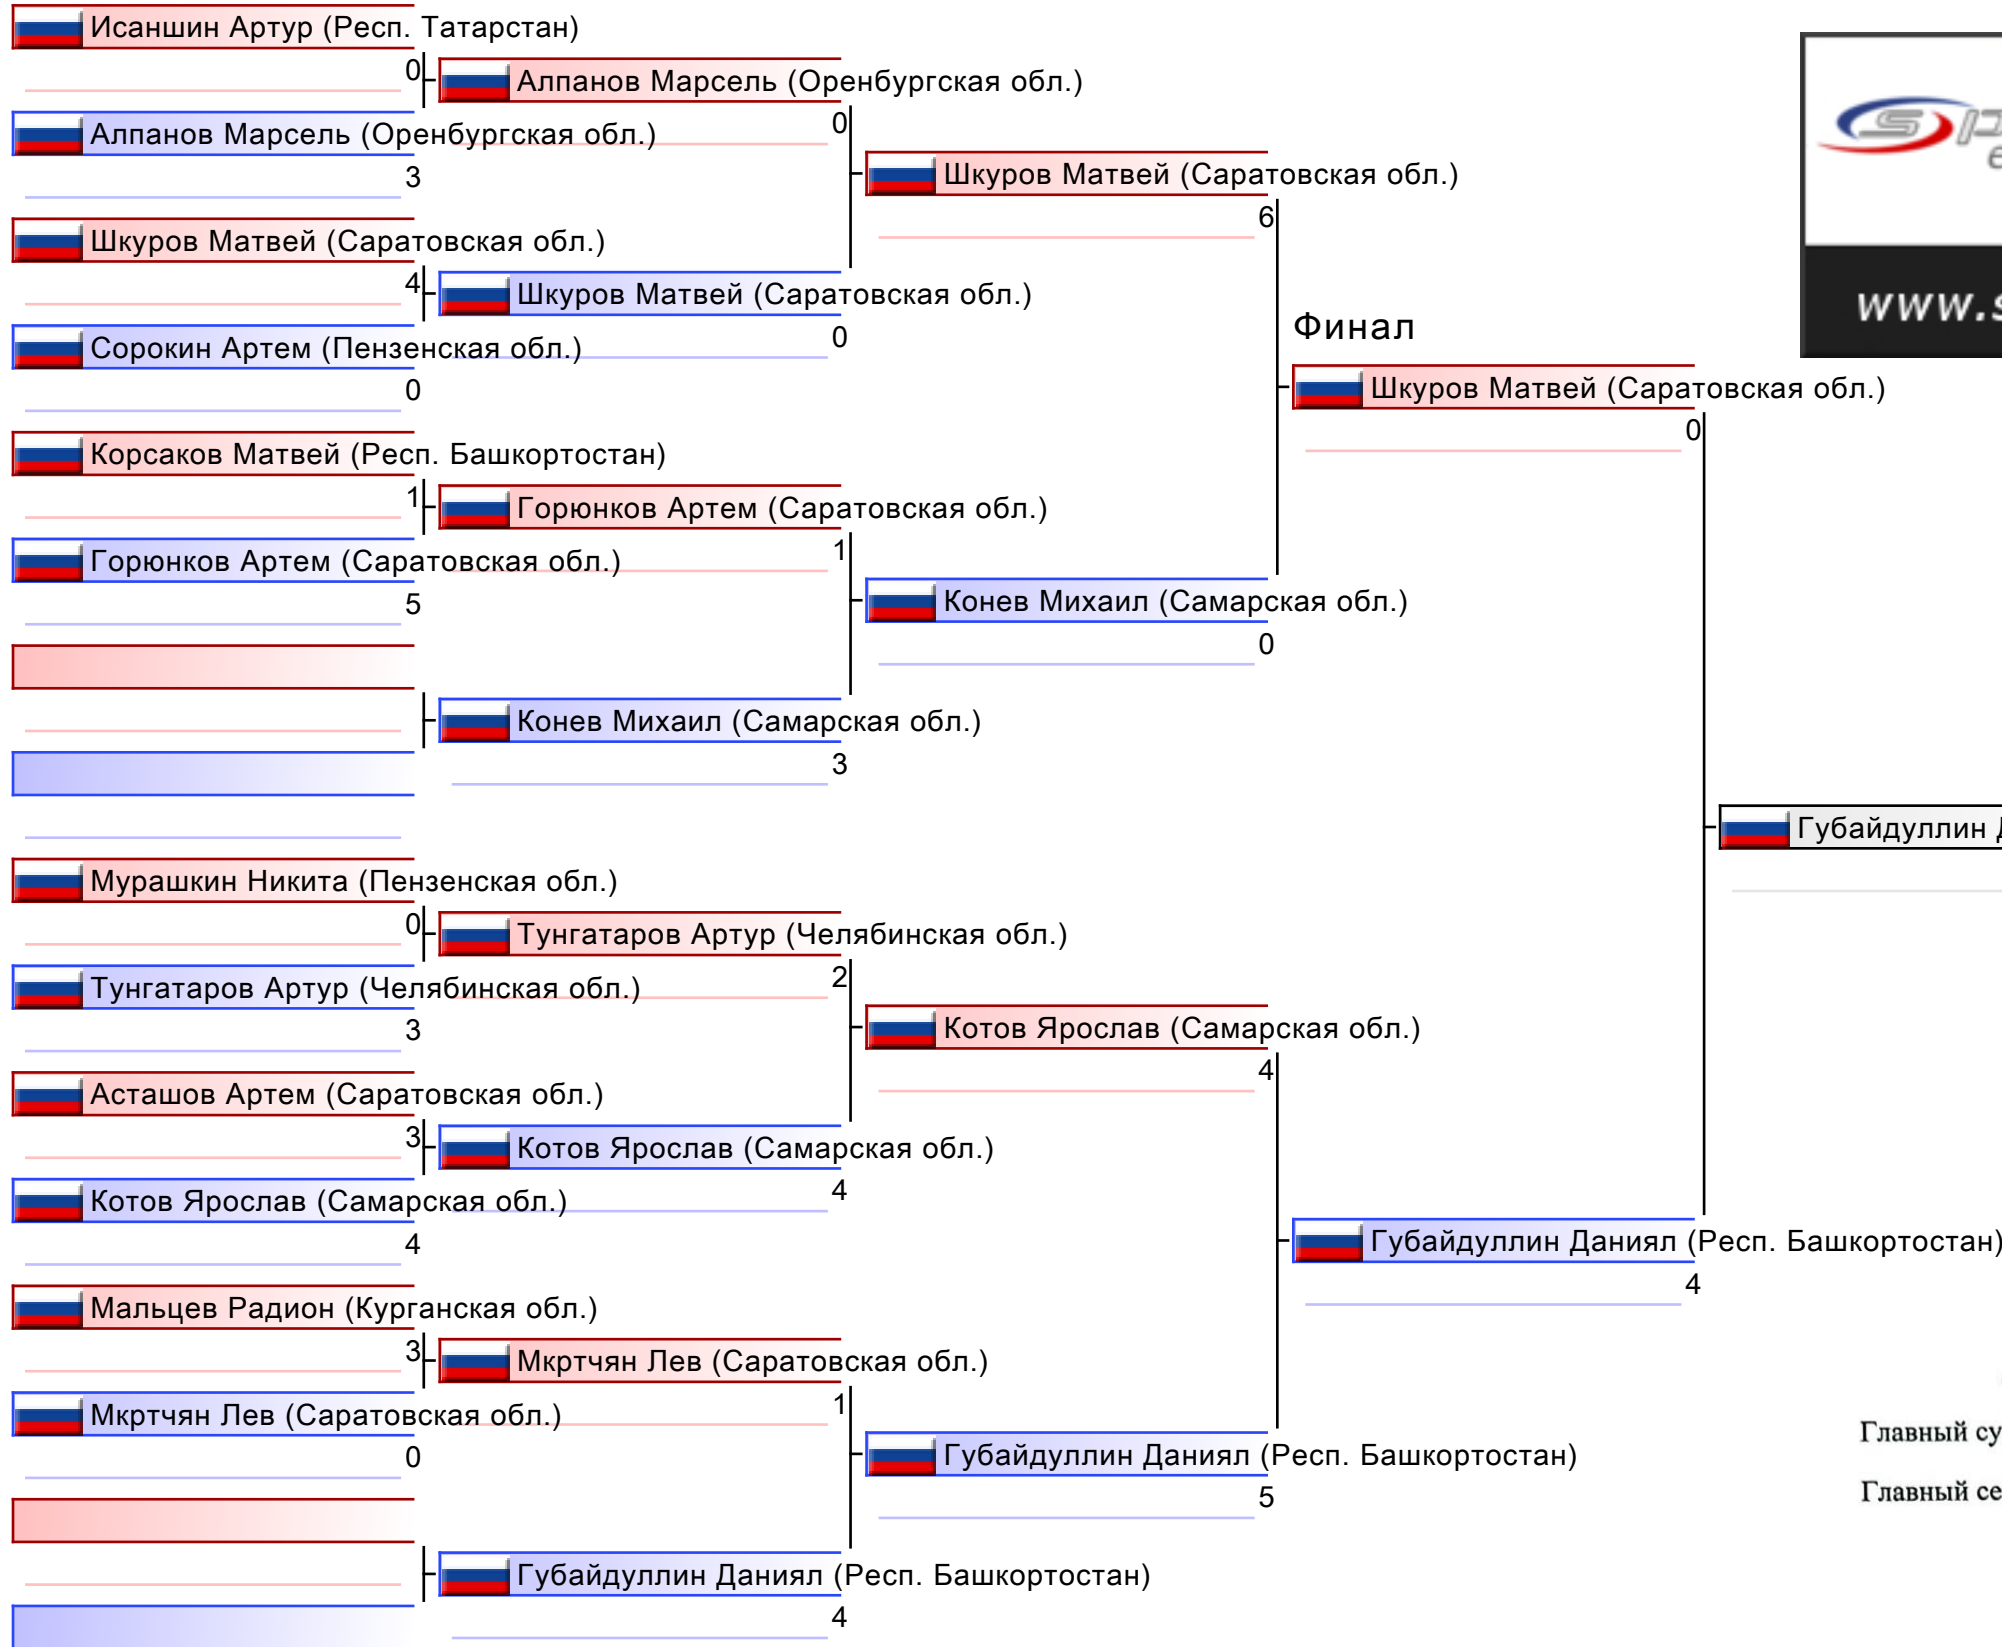 Исаншин Артур (Респ. Татарстан)
0
Алпанов Марсель (Оренбургская обл.)
3
Шкуров Матвей (Саратовская обл.)
4
Сорокин Артем (Пензенская обл.)
0
Корсаков Матвей (Респ. Башкортостан)
1
Горюнков Артем (Саратовская обл.)
5
Мурашкин Никита (Пензенская обл.)
0
Тунгатаров Артур (Челябинская обл.)
3
Асташов Артем (Саратовская обл.)
3
Котов Ярослав (Самарская обл.)
4
Мальцев Радион (Курганская обл.)
3
Мкртчян Лев (Саратовская обл.)
0
Алпанов Марсель (Оренбургская обл.)
0
Шкуров Матвей (Саратовская обл.)
0
Горюнков Артем (Саратовская обл.)
1
Конев Михаил (Самарская обл.)
3
Тунгатаров Артур (Челябинская обл.)
2
Котов Ярослав (Самарская обл.)
4
Мкртчян Лев (Саратовская обл.)
1
Губайдуллин Даниял (Респ. Башкортостан)
4
Шкуров Матвей (Саратовская обл.)
6
Конев Михаил (Самарская обл.)
0
Котов Ярослав (Самарская обл.)
4
Губайдуллин Даниял (Респ. Башкортостан)
5
Финал
Шкуров Матвей (Саратовская обл.)
0
Губайдуллин Даниял (Респ. Башкортостан)
4
Губайдуллин
www.s
Главный су
Главный се